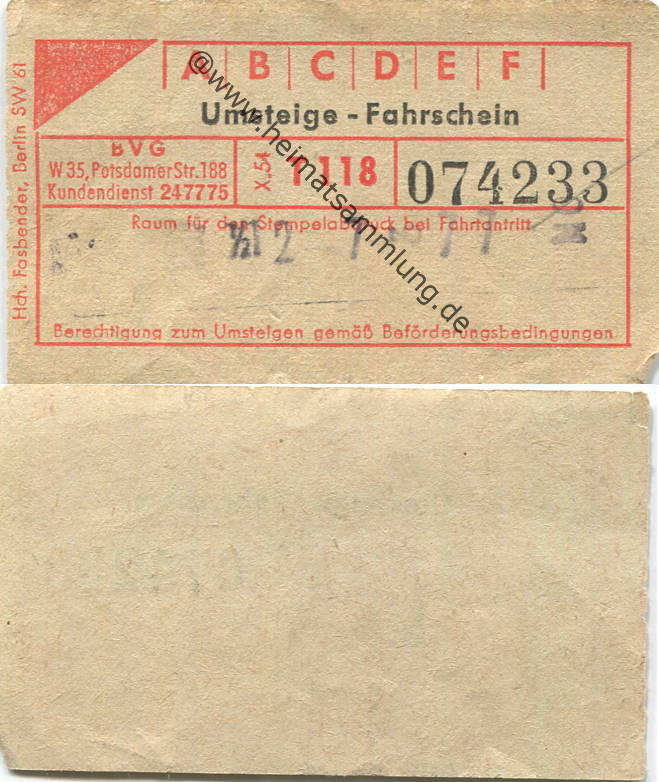 A B C D E F
Umsteige - Fahrschein
BVG
W 35, Potsdamer Str. 188
Kundendienst 247775
X.54
1118
074233
Raum für den Stempelabdruck bei Fahrtantritt
Berechtigung zum Umsteigen gemäß Beförderungsbedingungen
Hch. Fasbender, Berlin SW 61
@www.heimatsammlung.de